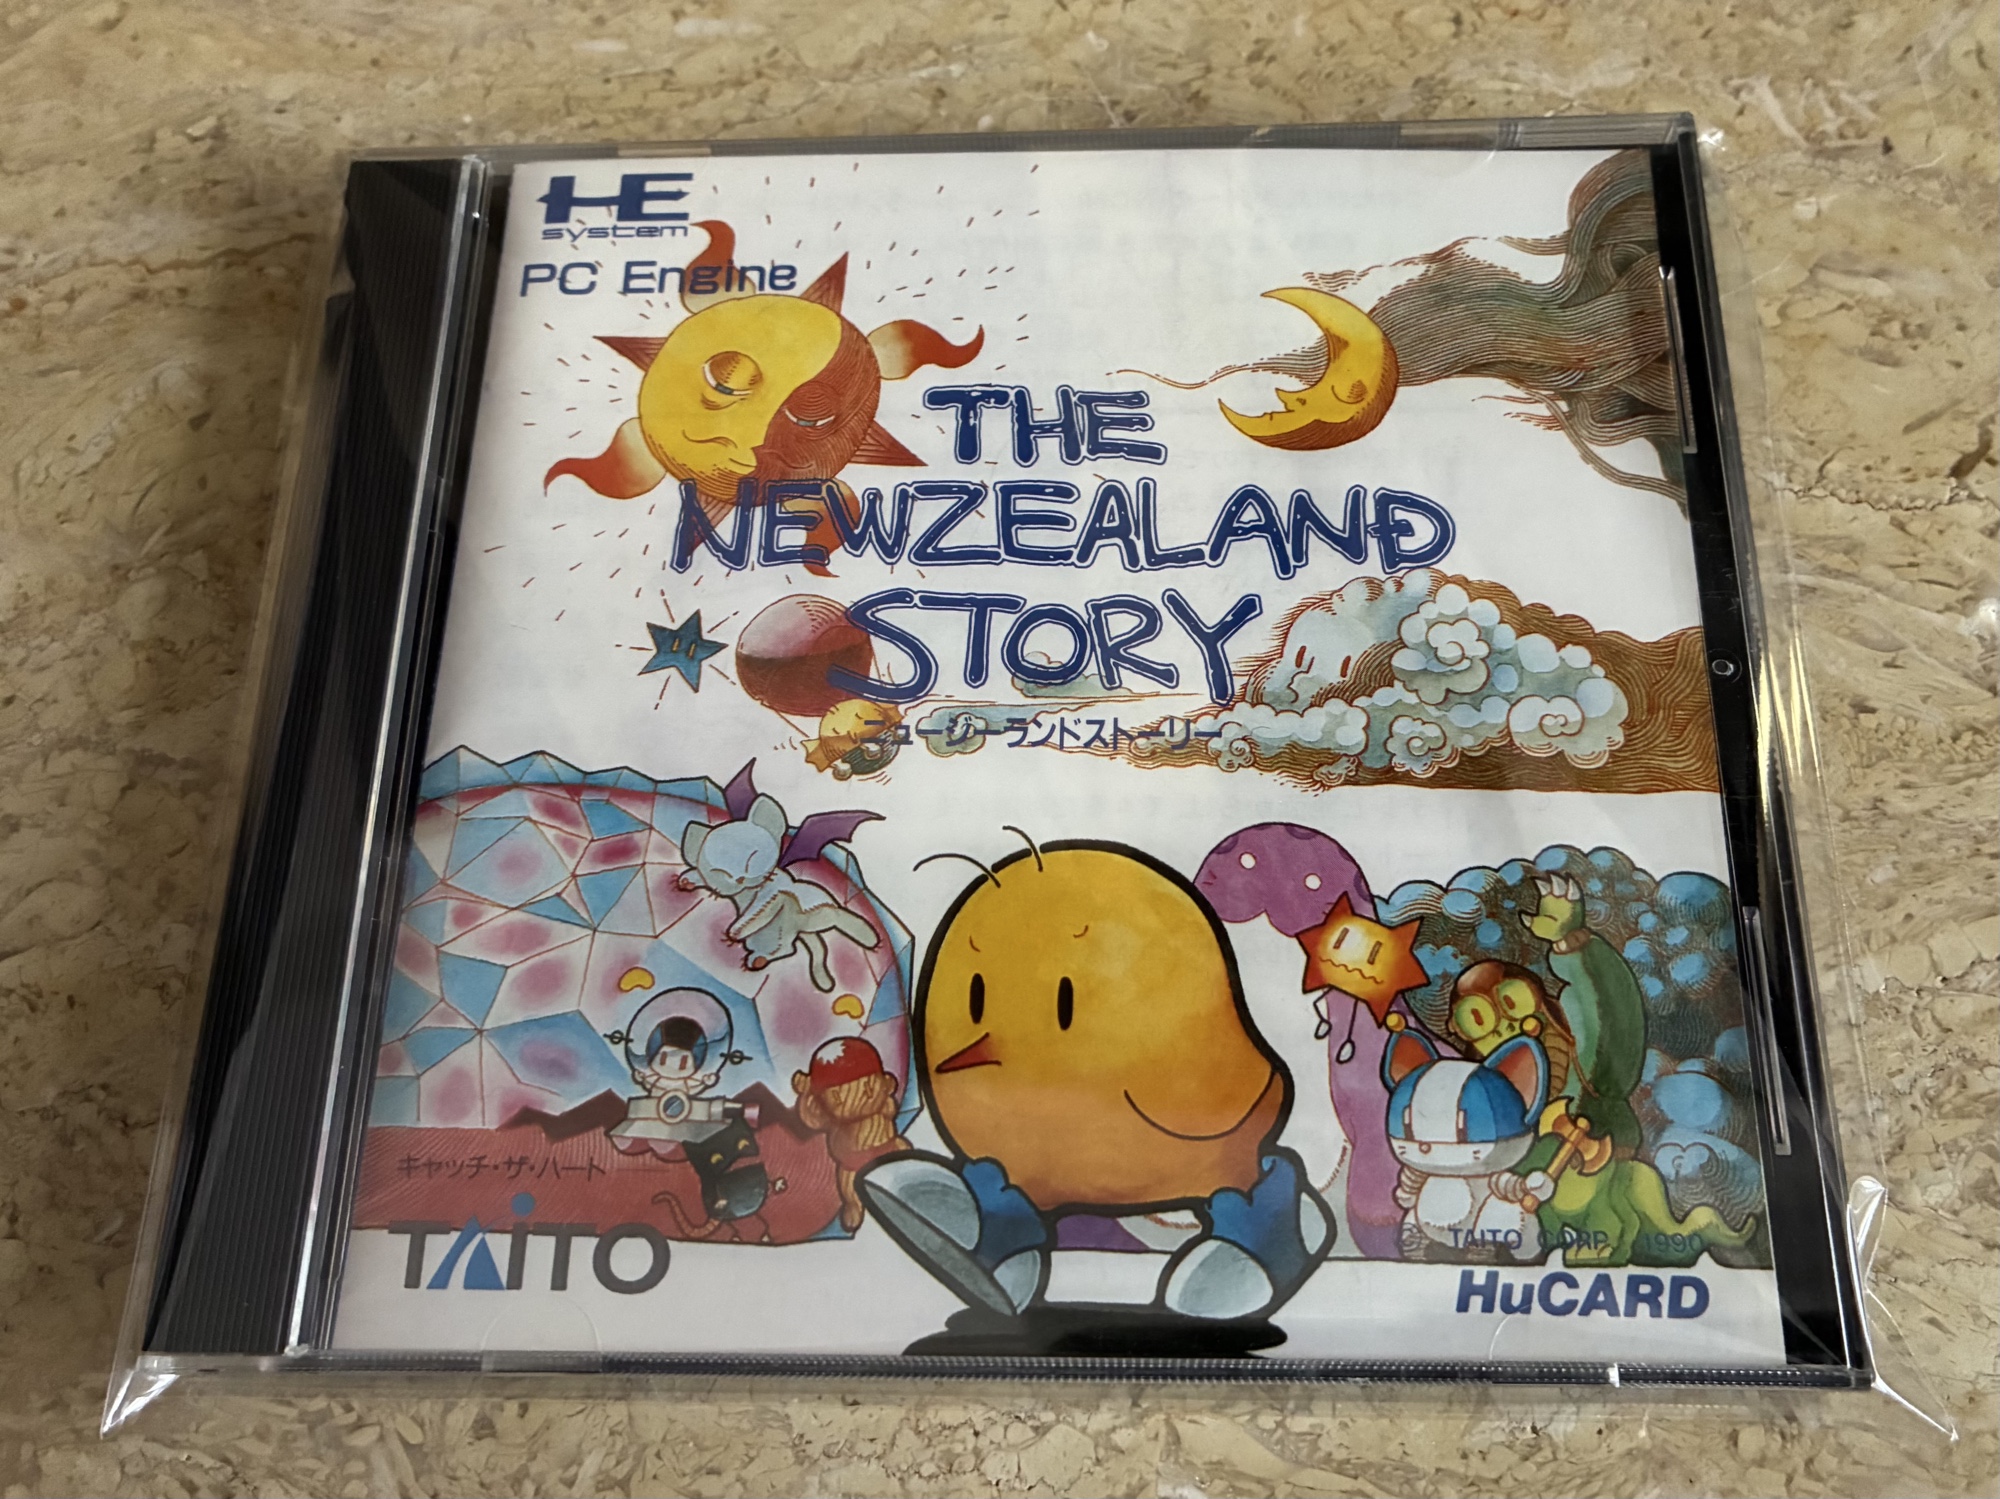 HE
system
PC Engine
THE
NEWZEALAND
STORY
ニュージーランドストーリー
キャッチ・ザ・ハート
TAITO
© TAITO CORP. 1990
HuCARD